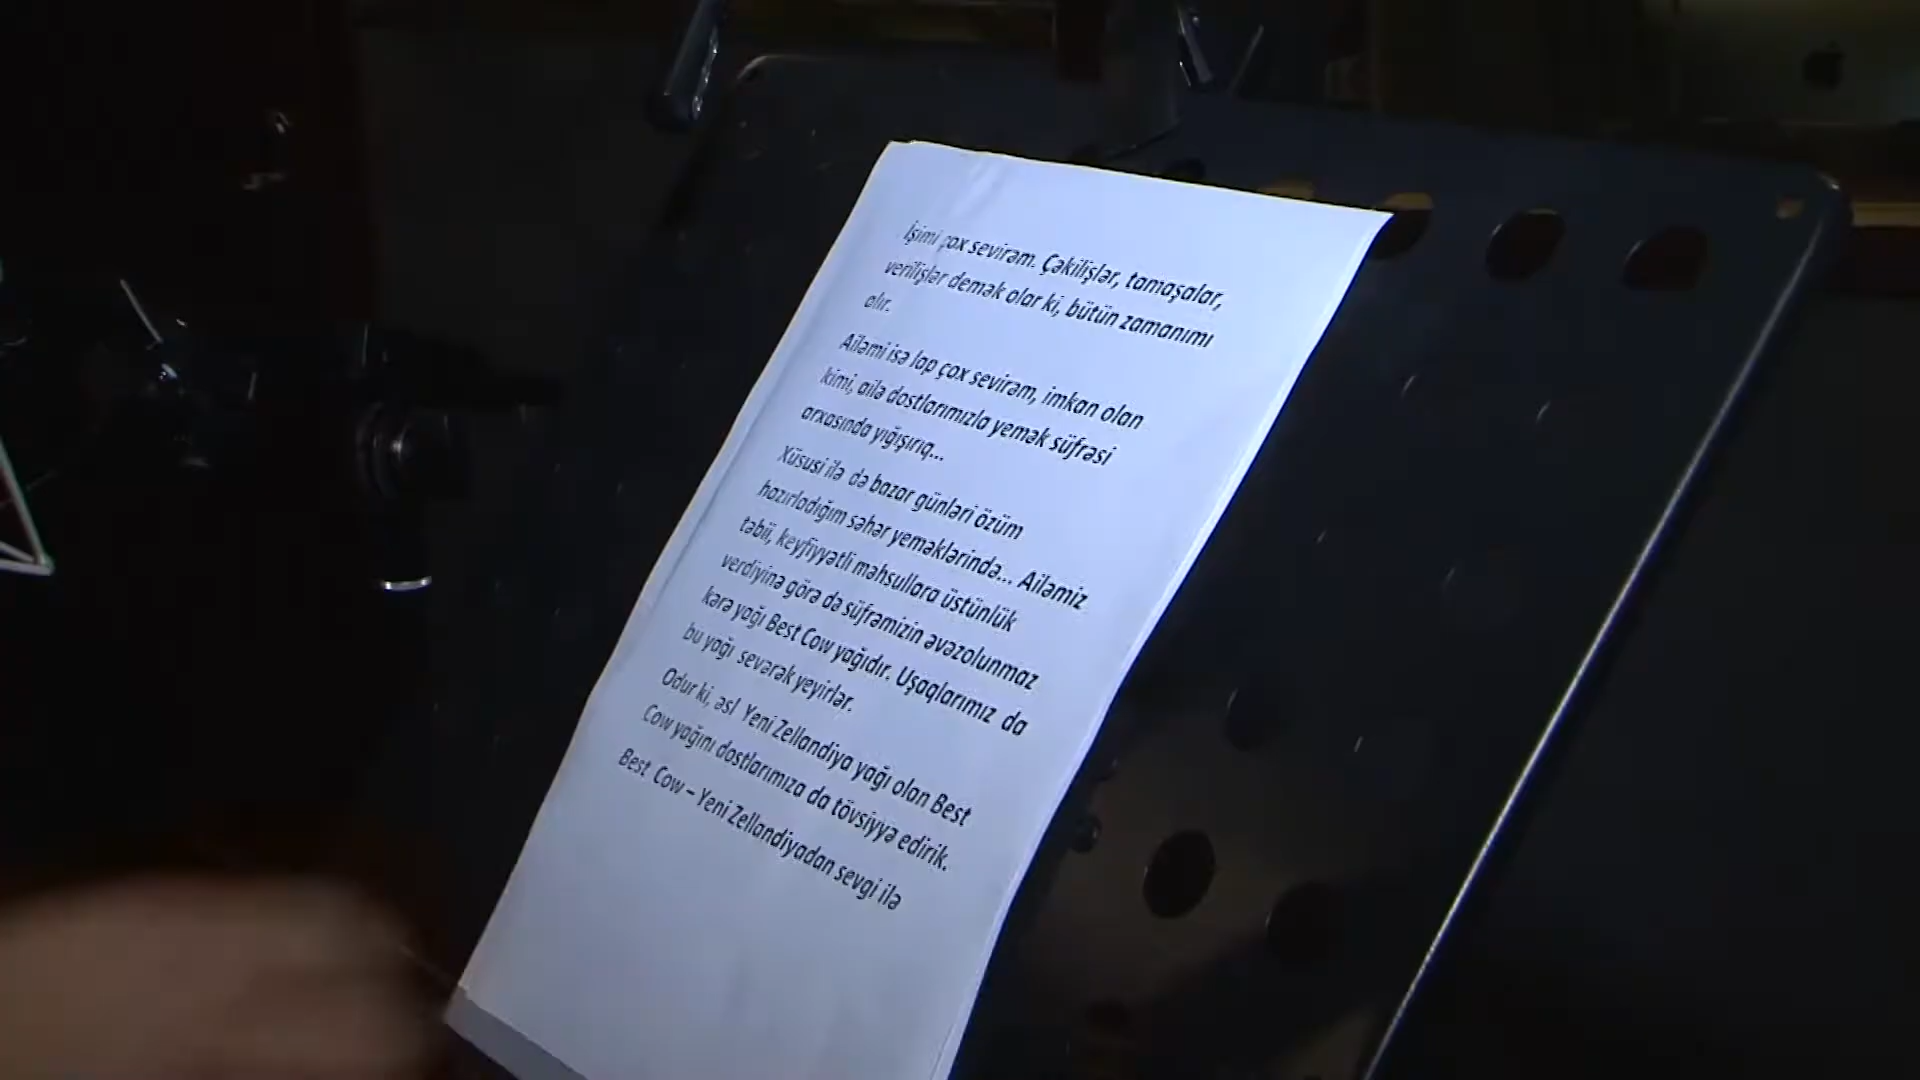 İşimi çox sevirəm. Çəkilişlər, tamaşalar,
verilişlər demək olar ki, bütün zamanımı
alır.
Ailəmi isə lap çox sevirəm, imkan olan
kimi, ailə dostlarımızla yemək süfrəsi
arxasında yığışırıq...
Xüsusi ilə də bazar günləri özüm
hazırladığım səhər yeməklərində... Ailəmiz
təbii, keyfiyyətli məhsullara üstünlük
verdiyinə görə də süfrəmizin əvəzolunmaz
kərə yağı Best Cow yağıdır. Uşaqlarımız da
bu yağı sevərək yeyirlər.
Odur ki, əsl Yeni Zellandiya yağı olan Best
Cow yağını dostlarımıza da tövsiyyə edirik.
Best Cow – Yeni Zellandiyadan sevgi ilə